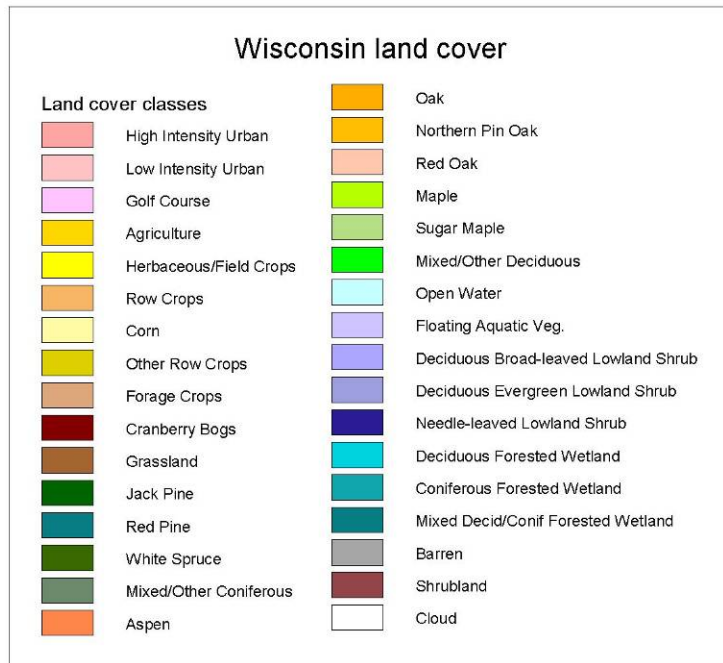 Wisconsin land cover
Land cover classes
High Intensity Urban
Low Intensity Urban
Golf Course
Agriculture
Herbaceous/Field Crops
Row Crops
Corn
Other Row Crops
Forage Crops
Cranberry Bogs
Grassland
Jack Pine
Red Pine
White Spruce
Mixed/Other Coniferous
Aspen
Oak
Northern Pin Oak
Red Oak
Maple
Sugar Maple
Mixed/Other Deciduous
Open Water
Floating Aquatic Veg.
Deciduous Broad-leaved Lowland Shrub
Deciduous Evergreen Lowland Shrub
Needle-leaved Lowland Shrub
Deciduous Forested Wetland
Coniferous Forested Wetland
Mixed Decid/Conif Forested Wetland
Barren
Shrubland
Cloud